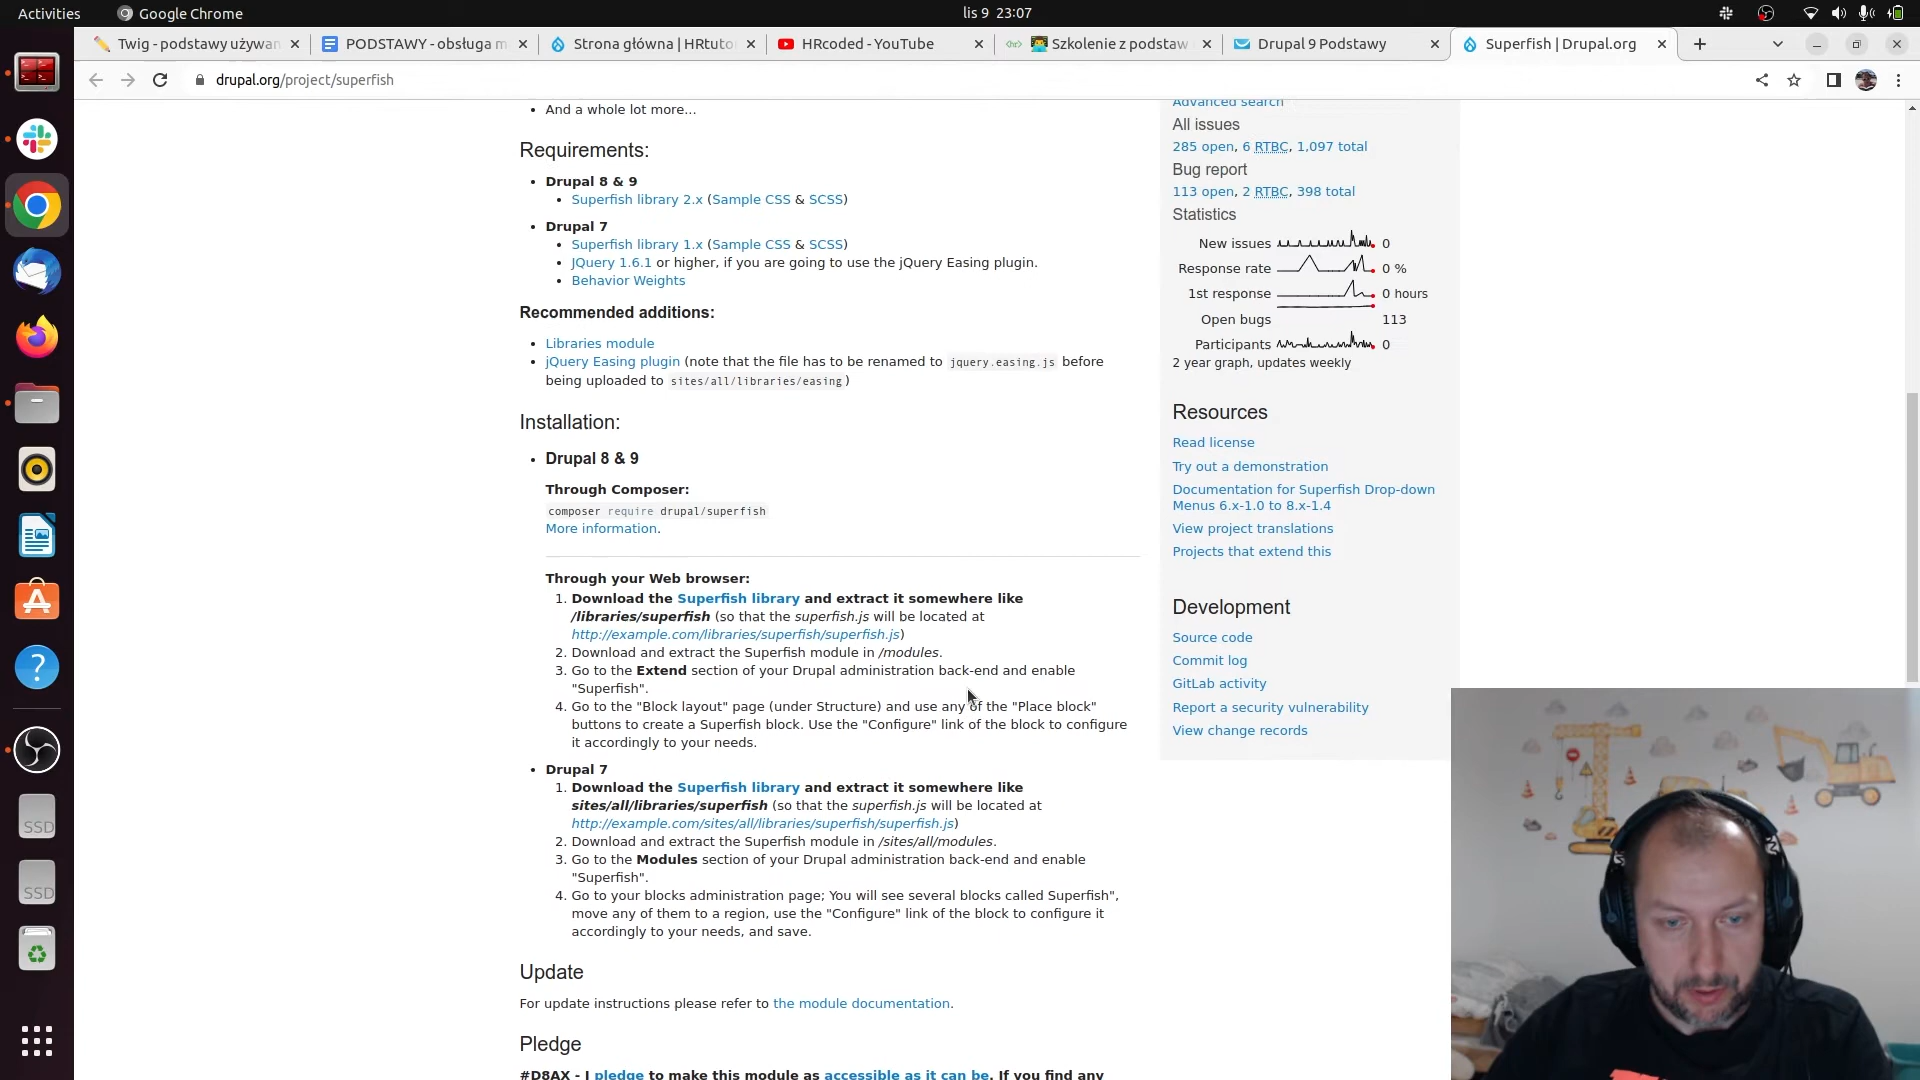 Activities
Google Chrome
lis 9 23:07
Twig - podstawy używan
PODSTAWY - obsługa m
Strona główna | HRtuto
HRcoded - YouTube
Szkolenie z podstaw
Drupal 9 Podstawy
Superfish | Drupal.org
drupal.org/project/superfish
And a whole lot more...
Requirements:
Drupal 8 & 9
Superfish library 2.x (Sample CSS & SCSS)
Drupal 7
Superfish library 1.x (Sample CSS & SCSS)
JQuery 1.6.1 or higher, if you are going to use the jQuery Easing plugin.
Behavior Weights
Recommended additions:
Libraries module
jQuery Easing plugin (note that the file has to be renamed to jquery.easing.js before
being uploaded to sites/all/libraries/easing)
Installation:
Drupal 8 & 9
Through Composer:
composer require drupal/superfish
More information.
Through your Web browser:
1. Download the Superfish library and extract it somewhere like
/libraries/superfish (so that the superfish.js will be located at
http://example.com/libraries/superfish/superfish.js)
2. Download and extract the Superfish module in /modules.
3. Go to the Extend section of your Drupal administration back-end and enable
"Superfish".
4. Go to the "Block layout" page (under Structure) and use any of the "Place block"
buttons to create a Superfish block. Use the "Configure" link of the block to configure
it accordingly to your needs.
Drupal 7
1. Download the Superfish library and extract it somewhere like
sites/all/libraries/superfish (so that the superfish.js will be located at
http://example.com/sites/all/libraries/superfish/superfish.js)
2. Download and extract the Superfish module in /sites/all/modules.
3. Go to the Modules section of your Drupal administration back-end and enable
"Superfish".
4. Go to your blocks administration page; You will see several blocks called Superfish",
move any of them to a region, use the "Configure" link of the block to configure it
accordingly to your needs, and save.
Update
For update instructions please refer to the module documentation.
Pledge
#D8AX - I pledge to make this module as accessible as it can be. If you find any
Advanced search
All issues
285 open, 6 RTBC, 1,097 total
Bug report
113 open, 2 RTBC, 398 total
Statistics
New issues 0
Response rate 0 %
1st response 0 hours
Open bugs 113
Participants 0
2 year graph, updates weekly
Resources
Read license
Try out a demonstration
Documentation for Superfish Drop-down
Menus 6.x-1.0 to 8.x-1.4
View project translations
Projects that extend this
Development
Source code
Commit log
GitLab activity
Report a security vulnerability
View change records
SSD
SSD